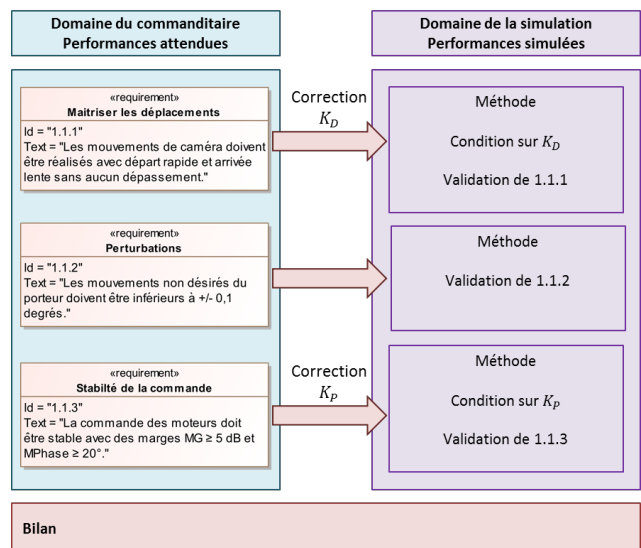 Domaine du commanditaire
Performances attendues
Domaine de la simulation
Performances simulées
«requirement»
Maitriser les déplacements
Id = "1.1.1"
Text = "Les mouvements de caméra doivent
être réalisés avec départ rapide et arrivée
lente sans aucun dépassement."
Correction
K_D
Méthode
Condition sur K_D
Validation de 1.1.1
«requirement»
Perturbations
Id = "1.1.2"
Text = "Les mouvements non désirés du
porteur doivent être inférieurs à +/- 0,1
degrés."
Méthode
Validation de 1.1.2
«requirement»
Stabilté de la commande
Id = "1.1.3"
Text = "La commande des moteurs doit
être stable avec des marges MG ≥ 5 dB et
MPhase ≥ 20°."
Correction
K_P
Méthode
Condition sur K_P
Validation de 1.1.3
Bilan